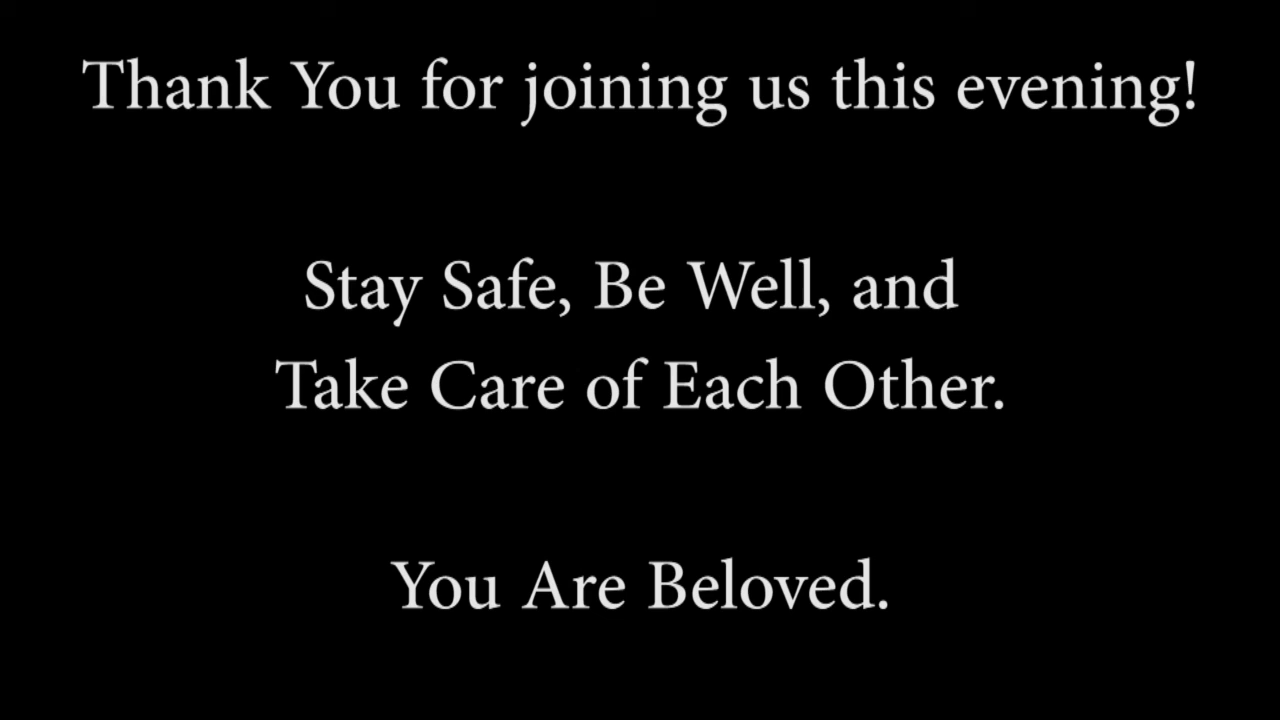 Thank You for joining us this evening!
Stay Safe, Be Well, and
Take Care of Each Other.
You Are Beloved.